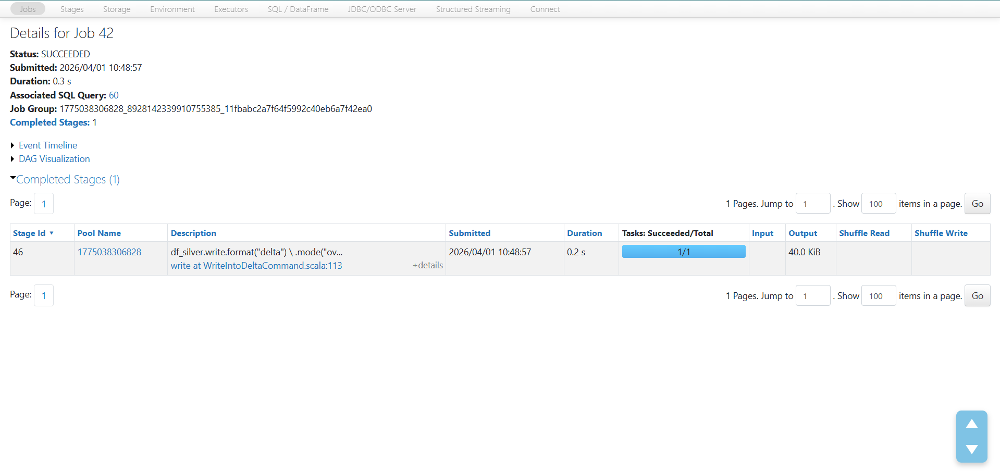 Jobs Stages Storage Environment Executors SQL / DataFrame JDBC/ODBC Server Structured Streaming Connect
Details for Job 42
Status: SUCCEEDED
Submitted: 2026/04/01 10:48:57
Duration: 0.3 s
Associated SQL Query: 60
Job Group: 1775038306828_8928142339910755385_11fbabc2a7f64f5992c40eb6a7f42ea0
Completed Stages: 1
Event Timeline
DAG Visualization
Completed Stages (1)
Page: 1 1 Pages. Jump to 1 . Show 100 items in a page. Go
Stage Id Pool Name Description Submitted Duration Tasks: Succeeded/Total Input Output Shuffle Read Shuffle Write
46 1775038306828 df_silver.write.format("delta") \ .mode("ov... 2026/04/01 10:48:57 0.2 s 1/1 40.0 KiB
write at WriteIntoDeltaCommand.scala:113 +details
Page: 1 1 Pages. Jump to 1 . Show 100 items in a page. Go